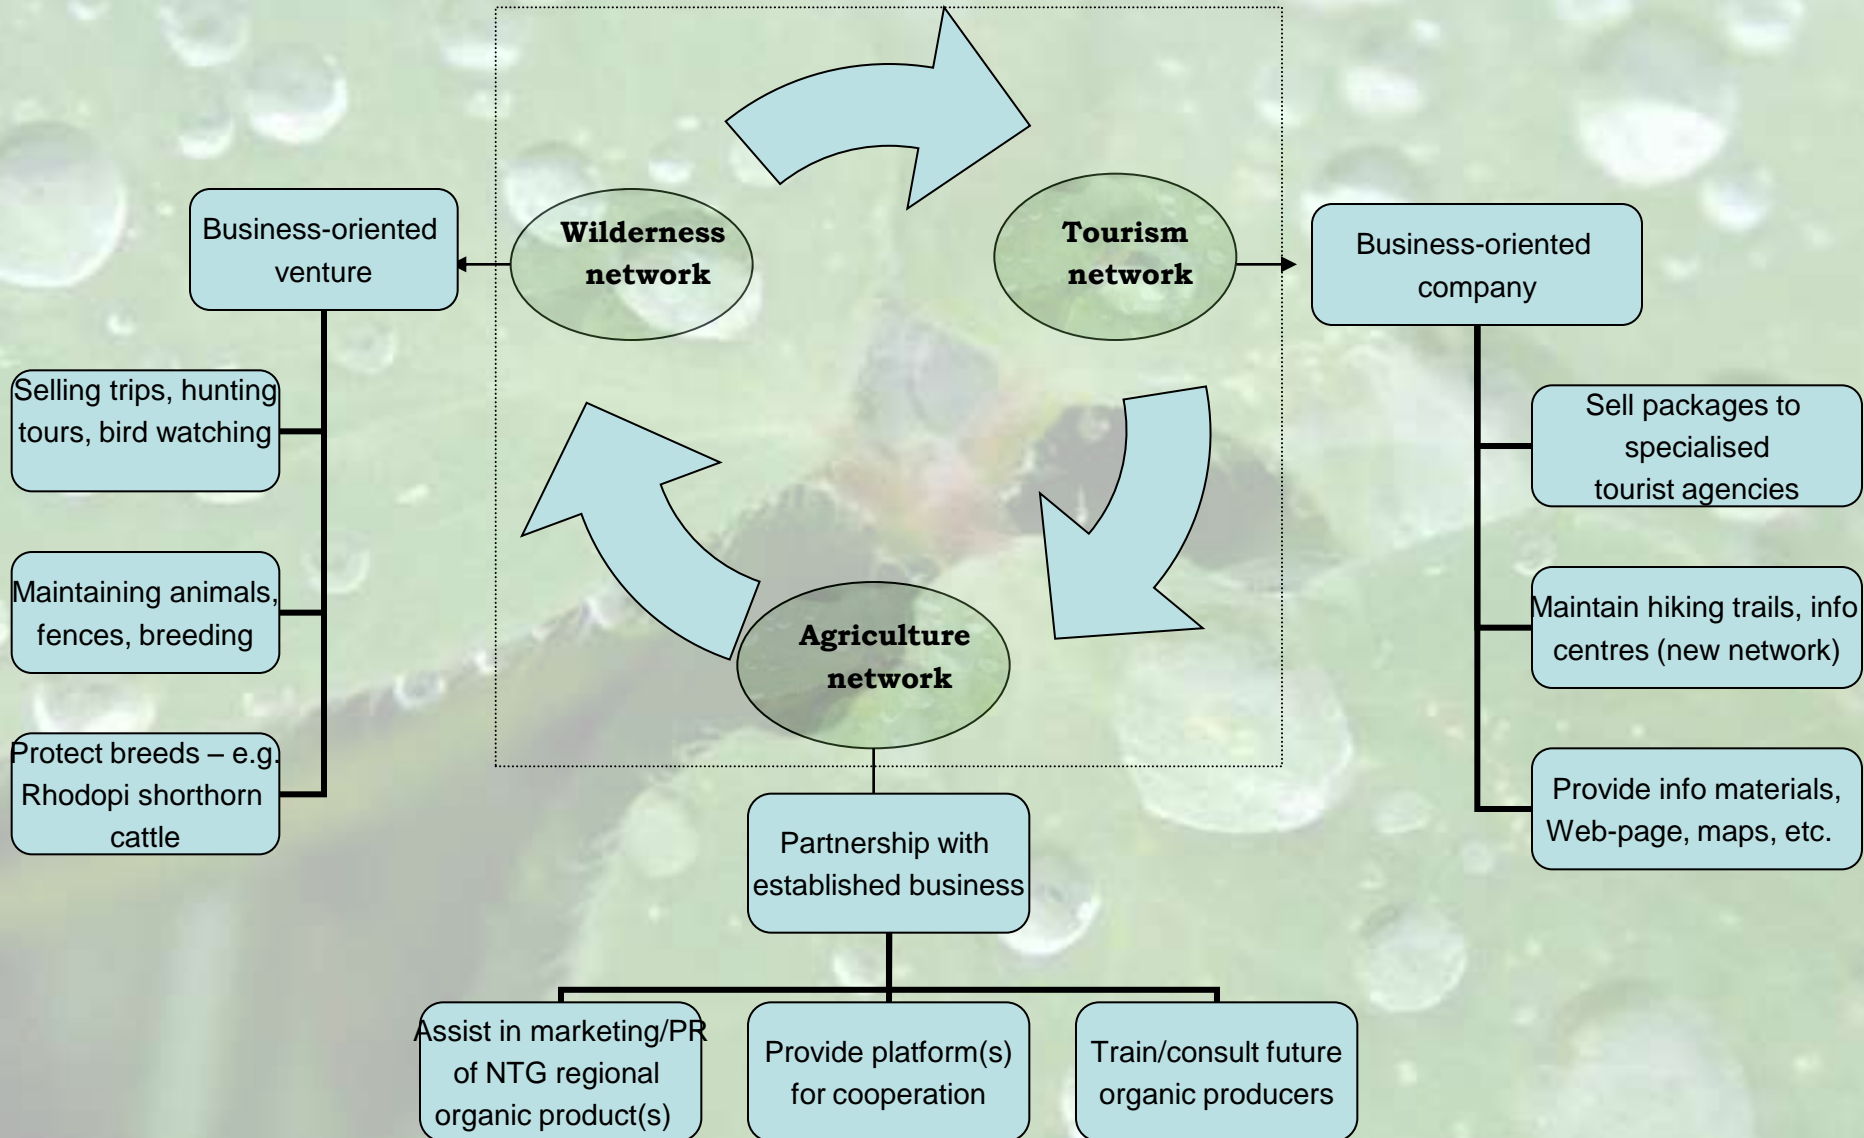 Wilderness
network
Tourism
network
Agriculture
network
Business-oriented
venture
Selling trips, hunting
tours, bird watching
Maintaining animals,
fences, breeding
Protect breeds – e.g.
Rhodopi shorthorn
cattle
Business-oriented
company
Sell packages to
specialised
tourist agencies
Maintain hiking trails, info
centres (new network)
Provide info materials,
Web-page, maps, etc.
Partnership with
established business
Assist in marketing/PR
of NTG regional
organic product(s)
Provide platform(s)
for cooperation
Train/consult future
organic producers